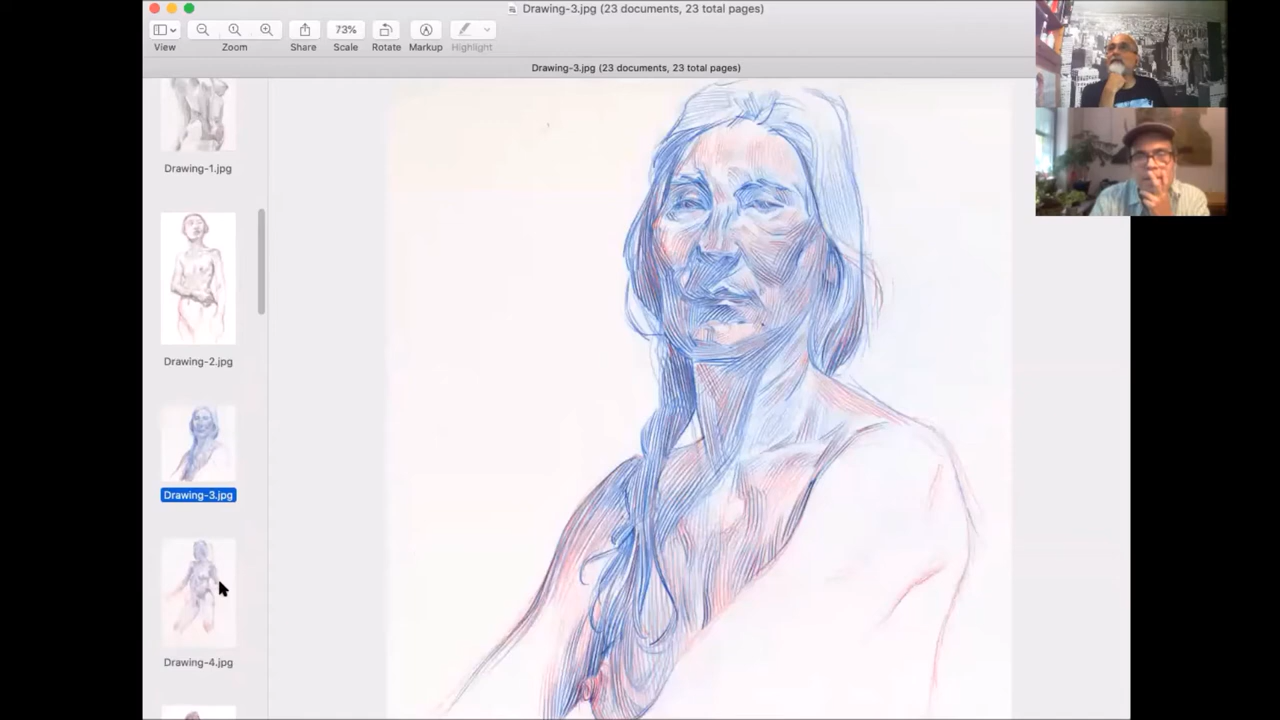 Drawing-3.jpg (23 documents, 23 total pages)
73%
View
Zoom
Share
Scale
Rotate
Markup
Highlight
Drawing-3.jpg (23 documents, 23 total pages)
Drawing-1.jpg
Drawing-2.jpg
Drawing-3.jpg
Drawing-4.jpg